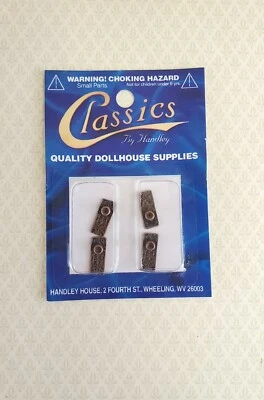 WARNING! CHOKING HAZARD
Small Parts. Not for children under 6 yrs.
Classics
By Handley
QUALITY DOLLHOUSE SUPPLIES
HANDLEY HOUSE, 2 FOURTH ST., WHEELING, WV 26003